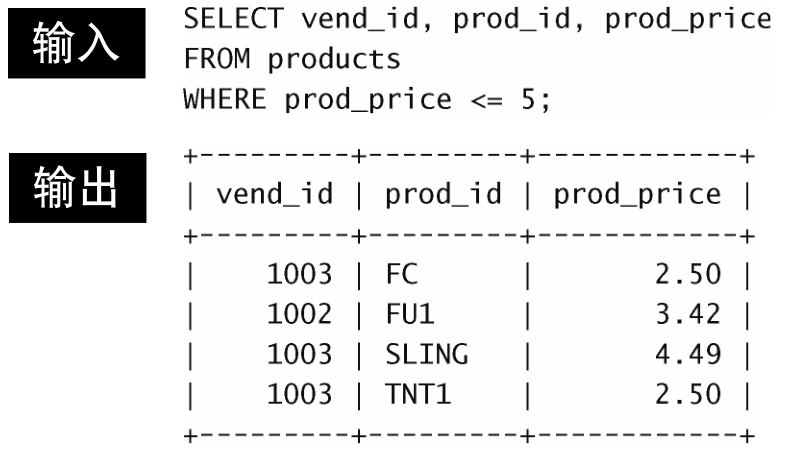 输入
SELECT vend_id, prod_id, prod_price
FROM products
WHERE prod_price <= 5;
输出
+---------+---------+------------+
| vend_id | prod_id | prod_price |
+---------+---------+------------+
|    1003 | FC      |       2.50 |
|    1002 | FU1     |       3.42 |
|    1003 | SLING   |       4.49 |
|    1003 | TNT1    |       2.50 |
+---------+---------+------------+